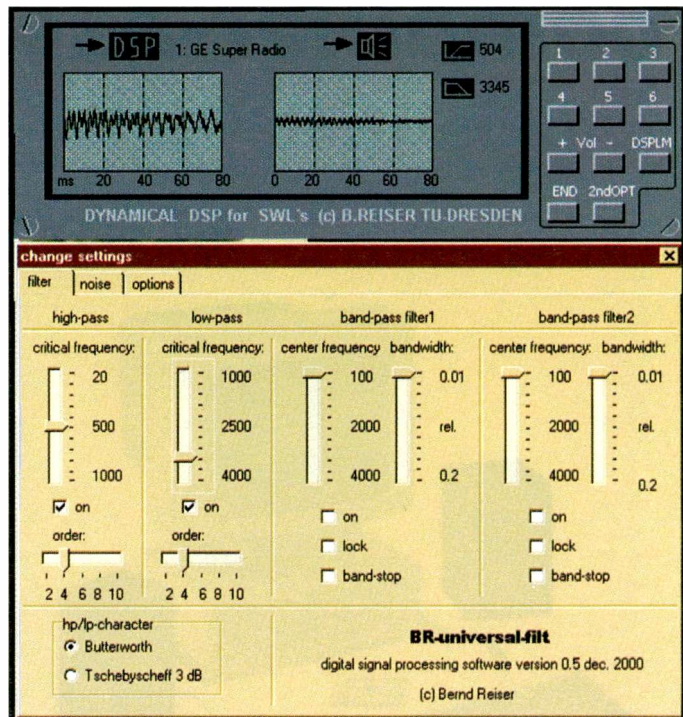 DSP 1: GE Super Radio 504
3345
1 2 3
4 5 6
+ Vol - DSPLM
END 2ndOPT
ms 20 40 60 80 20 40 60 80
DYNAMICAL DSP for SWL's (c) B.REISER TU-DRESDEN
change settings
filter noise options
high-pass low-pass band-pass filter1 band-pass filter2
critical frequency: critical frequency: center frequency bandwidth: center frequency: bandwidth:
20 1000 100 0.01 100 0.01
500 2500 2000 rel. 2000 rel.
1000 4000 4000 0.2 4000 0.2
on on on on
lock lock
order: order: band-stop band-stop
2 4 6 8 10 2 4 6 8 10
hp/lp-character
Butterworth
Tschebyscheff 3 dB
BR-universal-filt
digital signal processing software version 0.5 dec. 2000
(c) Bernd Reiser